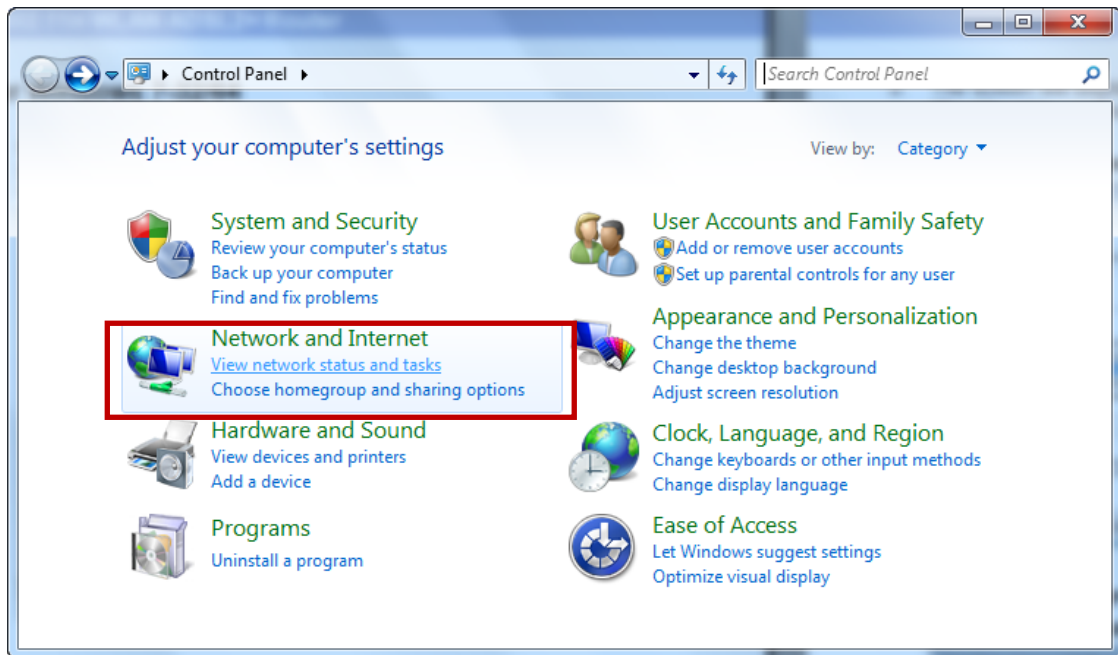 Control Panel
Search Control Panel
Adjust your computer's settings
View by: Category
System and Security
Review your computer's status
Back up your computer
Find and fix problems
Network and Internet
View network status and tasks
Choose homegroup and sharing options
Hardware and Sound
View devices and printers
Add a device
Programs
Uninstall a program
User Accounts and Family Safety
Add or remove user accounts
Set up parental controls for any user
Appearance and Personalization
Change the theme
Change desktop background
Adjust screen resolution
Clock, Language, and Region
Change keyboards or other input methods
Change display language
Ease of Access
Let Windows suggest settings
Optimize visual display